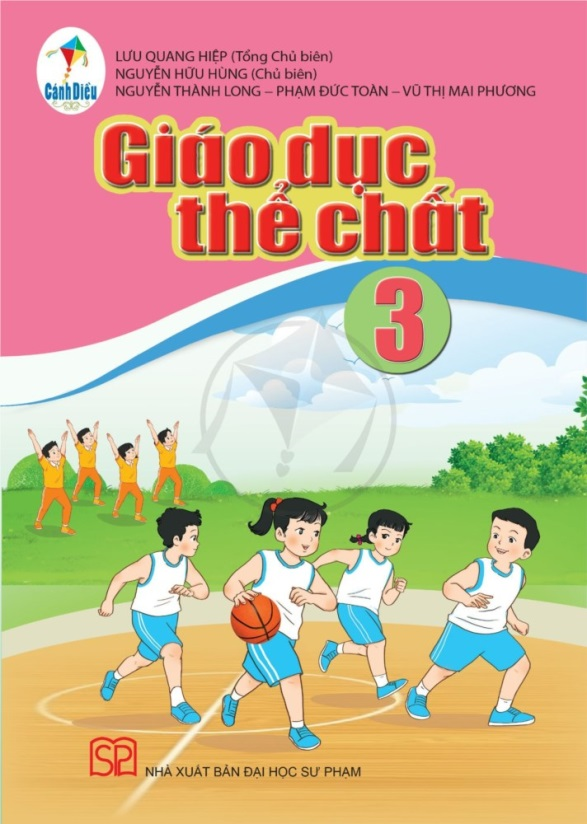 Cánh Diều
LƯU QUANG HIỆP (Tổng Chủ biên)
NGUYỄN HỮU HÙNG (Chủ biên)
NGUYỄN THÀNH LONG – PHẠM ĐỨC TOÀN – VŨ THỊ MAI PHƯƠNG
Giáo dục
thể chất
3
SP
NHÀ XUẤT BẢN ĐẠI HỌC SƯ PHẠM